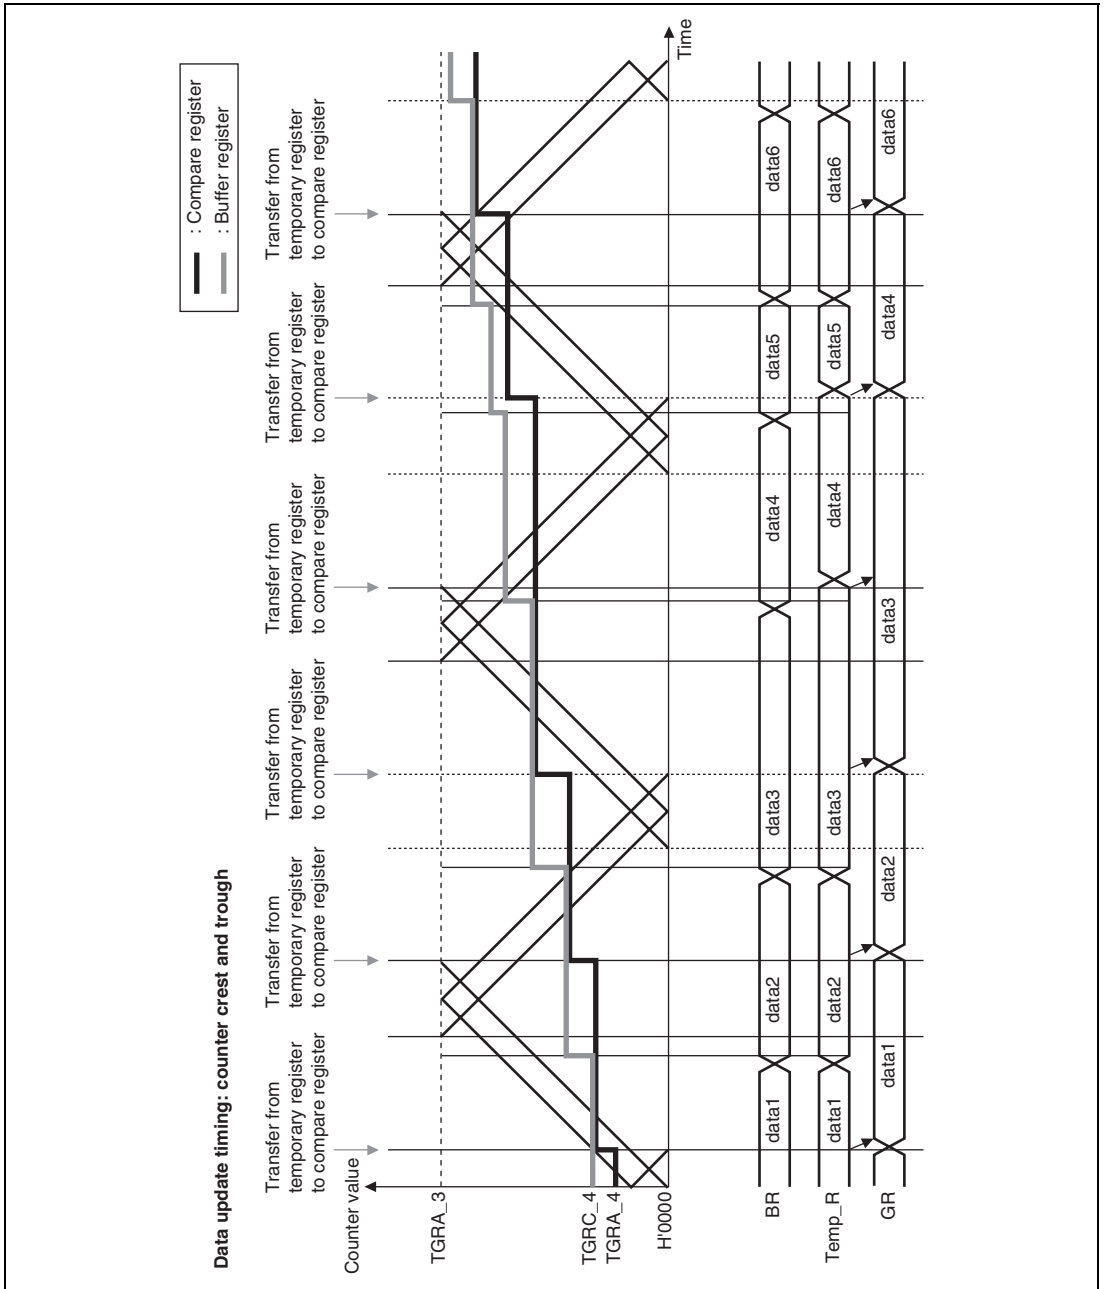 Data update timing: counter crest and trough
: Compare register
: Buffer register
Transfer from
temporary register
to compare register
Transfer from
temporary register
to compare register
Transfer from
temporary register
to compare register
Transfer from
temporary register
to compare register
Transfer from
temporary register
to compare register
Transfer from
temporary register
to compare register
Counter value
TGRA_3
TGRC_4
TGRA_4
H'0000
Time
BR
data1
data2
data3
data4
data5
data6
Temp_R
data1
data2
data3
data4
data5
data6
GR
data1
data2
data3
data4
data6